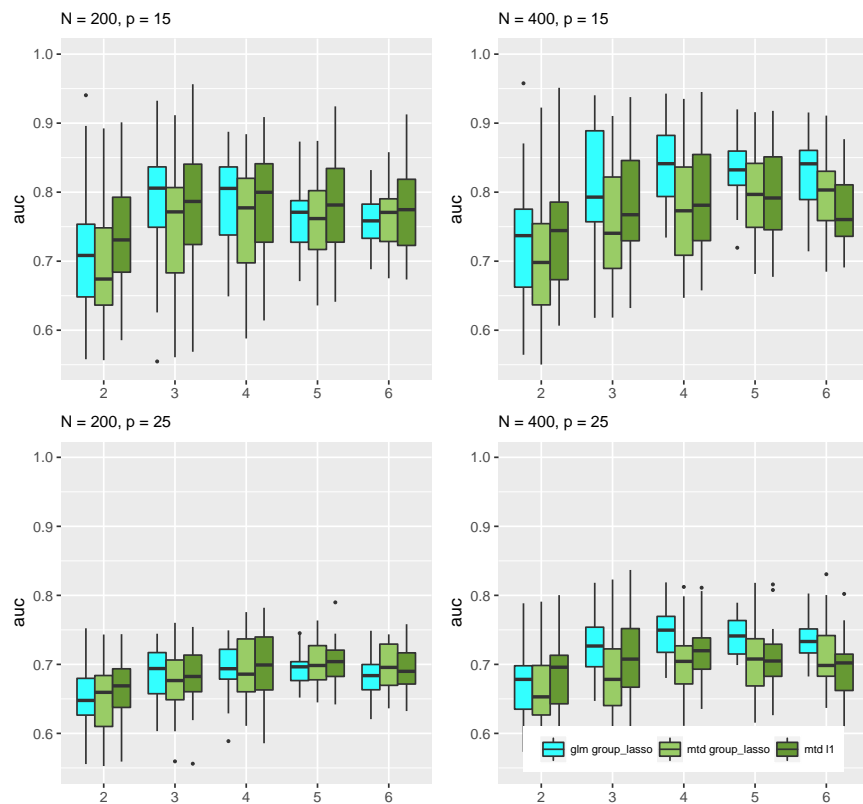 N = 200, p = 15
1.0
0.9
0.8
0.7
0.6
auc
2 3 4 5 6
N = 400, p = 15
1.0
0.9
0.8
0.7
0.6
auc
2 3 4 5 6
N = 200, p = 25
1.0
0.9
0.8
0.7
0.6
auc
2 3 4 5 6
N = 400, p = 25
1.0
0.9
0.8
0.7
0.6
auc
glm group_lasso mtd group_lasso mtd l1
2 3 4 5 6